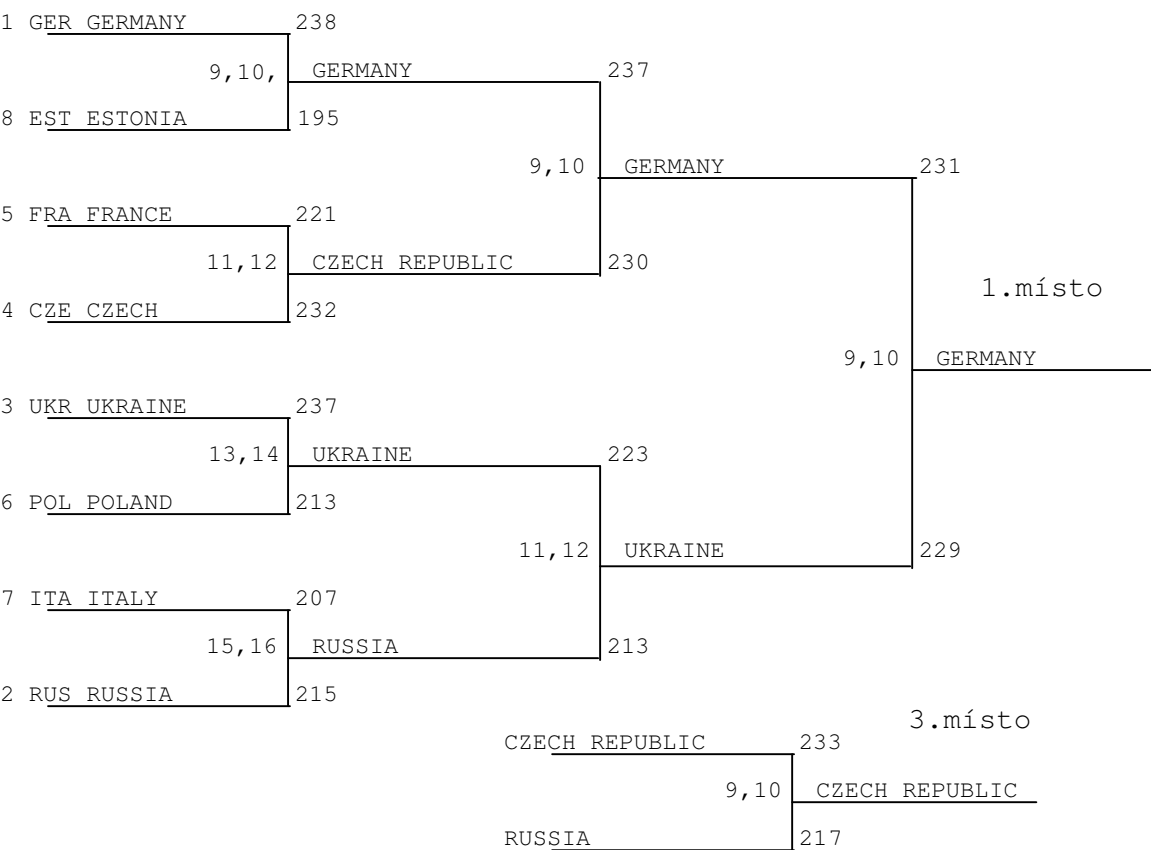 1 GER GERMANY 238
9,10, GERMANY 237
8 EST ESTONIA 195
9,10 GERMANY 231
5 FRA FRANCE 221
11,12 CZECH REPUBLIC 230
1.místo
4 CZE CZECH 232
9,10 GERMANY
3 UKR UKRAINE 237
13,14 UKRAINE 223
6 POL POLAND 213
11,12 UKRAINE 229
7 ITA ITALY 207
15,16 RUSSIA 213
2 RUS RUSSIA 215
3.místo
CZECH REPUBLIC 233
9,10 CZECH REPUBLIC
RUSSIA 217